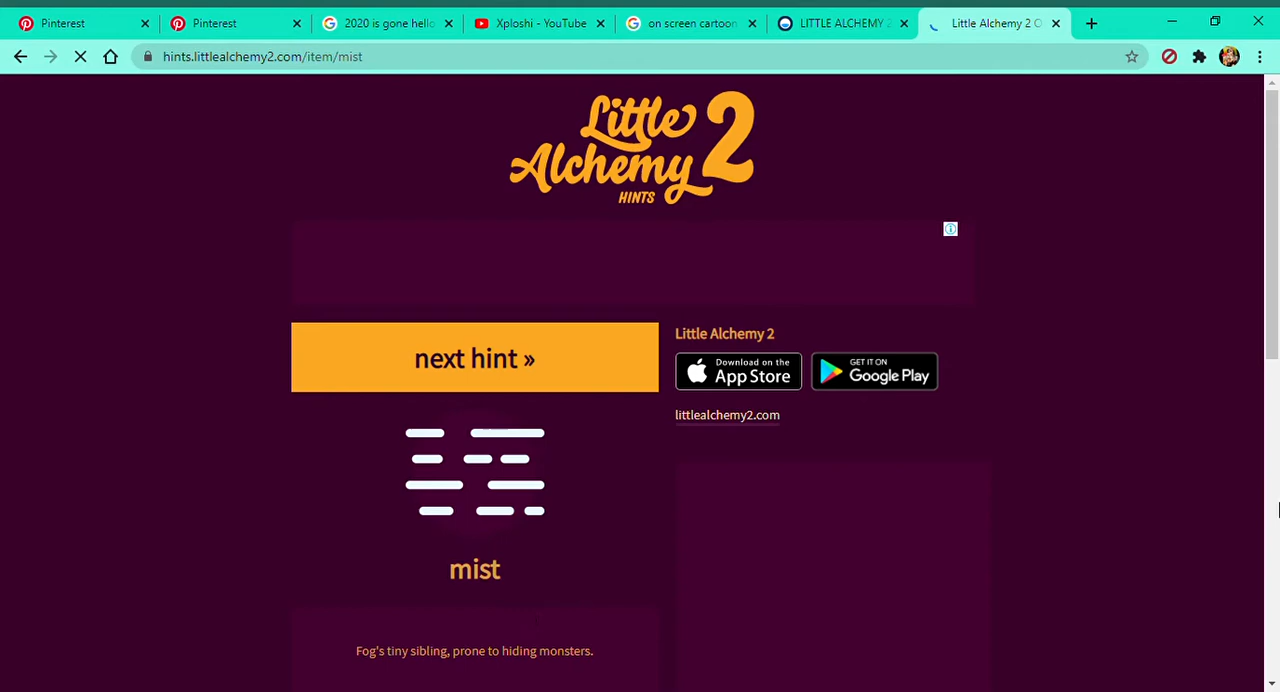 Pinterest
Pinterest
2020 is gone hello
Xploshi - YouTube
on screen cartoon
LITTLE ALCHEMY 2
Little Alchemy 2 O
hints.littlealchemy2.com/item/mist
Little
Alchemy 2
HINTS
next hint »
Little Alchemy 2
Download on the
App Store
GET IT ON
Google Play
littlealchemy2.com
mist
Fog's tiny sibling, prone to hiding monsters.